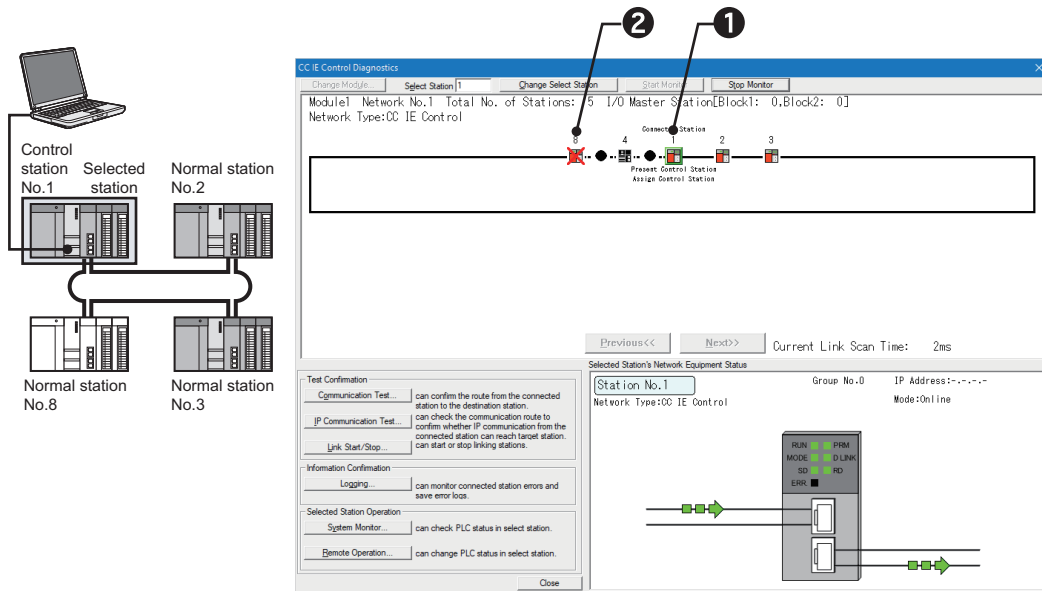 2
1
Control
station
No.1
Selected
station
Normal station
No.2
Normal station
No.8
Normal station
No.3
CC IE Control Diagnostics
Change Module...
Select Station 1
Change Select Station
Start Monitor
Stop Monitor
Module1 Network No.1 Total No. of Stations: 5 I/O Master Station[Block1: 0,Block2: 0]
Network Type:CC IE Control
Connected Station
8 4 1 2 3
Present Control Station
Assign Control Station
Previous<<
Next>>
Current Link Scan Time: 2ms
Test Confirmation
Communication Test...
can confirm the route from the connected
station to the destination station.
IP Communication Test...
can check the communication route to
confirm whether IP communication from the
connected station can reach target station.
Link Start/Stop...
can start or stop linking stations.
Information Confirmation
Logging...
can monitor connected station errors and
save error logs.
Selected Station Operation
System Monitor...
can check PLC status in select station.
Remote Operation...
can change PLC status in select station.
Close
Selected Station's Network Equipment Status
Station No.1
Group No.0
IP Address:-.-.-.-
Network Type:CC IE Control
Mode:Online
RUN PRM
MODE D LINK
SD RD
ERR.